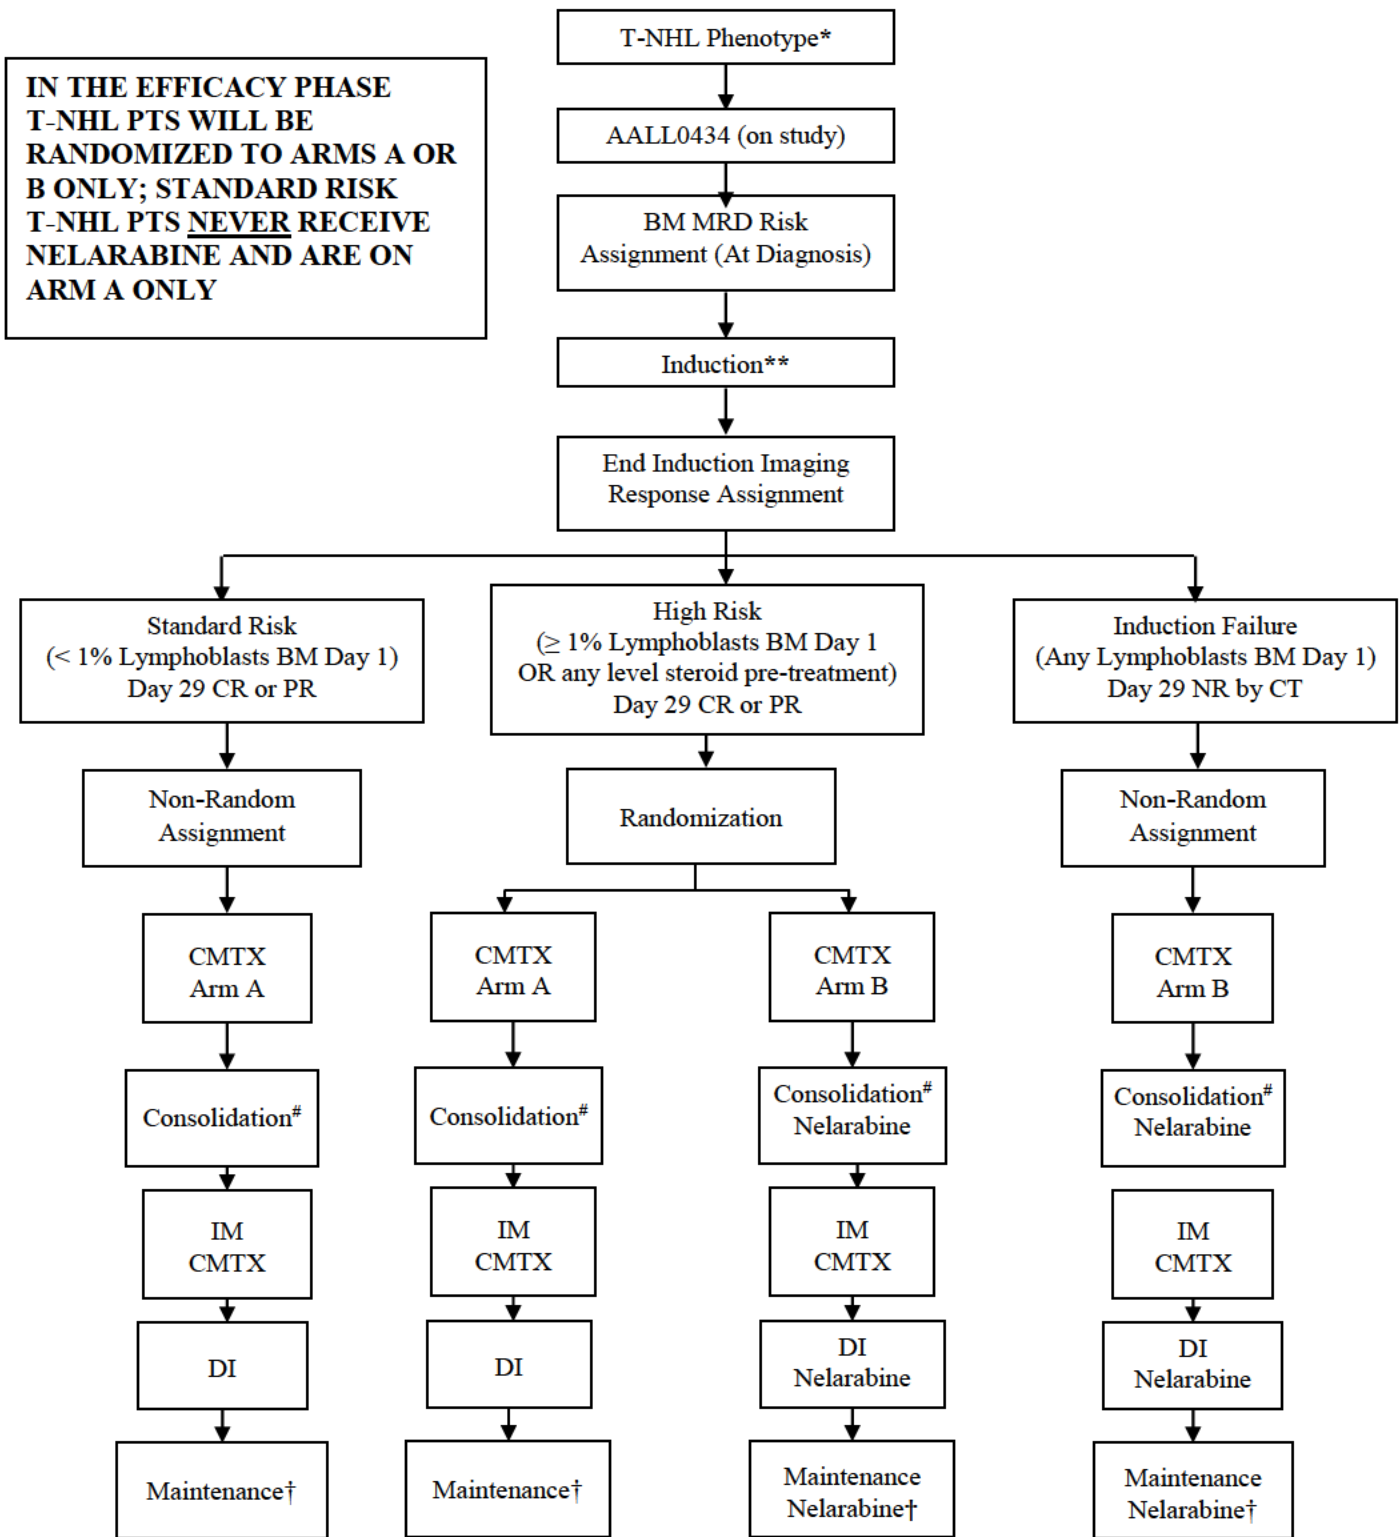 T-NHL Phenotype*
IN THE EFFICACY PHASE
T-NHL PTS WILL BE
RANDOMIZED TO ARMS A OR
B ONLY; STANDARD RISK
T-NHL PTS NEVER RECEIVE
NELARABINE AND ARE ON
ARM A ONLY
AALL0434 (on study)
BM MRD Risk
Assignment (At Diagnosis)
Induction**
End Induction Imaging
Response Assignment
Standard Risk
(< 1% Lymphoblasts BM Day 1)
Day 29 CR or PR
High Risk
(≥ 1% Lymphoblasts BM Day 1
OR any level steroid pre-treatment)
Day 29 CR or PR
Induction Failure
(Any Lymphoblasts BM Day 1)
Day 29 NR by CT
Non-Random
Assignment
Randomization
Non-Random
Assignment
CMTX
Arm A
CMTX
Arm A
CMTX
Arm B
CMTX
Arm B
Consolidation#
Consolidation#
Consolidation#
Nelarabine
Consolidation#
Nelarabine
IM
CMTX
IM
CMTX
IM
CMTX
IM
CMTX
DI
DI
DI
Nelarabine
DI
Nelarabine
Maintenance†
Maintenance†
Maintenance
Nelarabine†
Maintenance
Nelarabine†